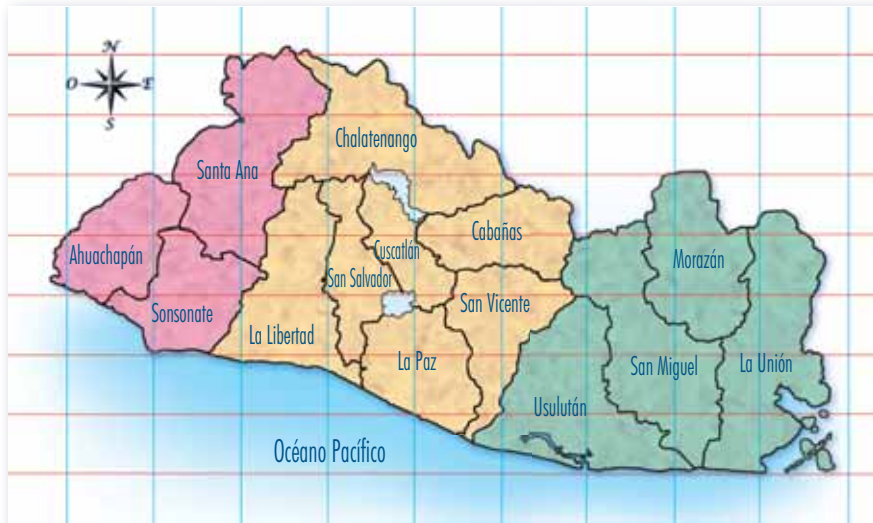 N
O E
S
Chalatenango
Santa Ana
Cabañas
Ahuachapán
Cuscatlán
Morazán
San Salvador
San Vicente
Sonsonate
La Libertad
La Paz
San Miguel
La Unión
Usulután
Océano Pacífico